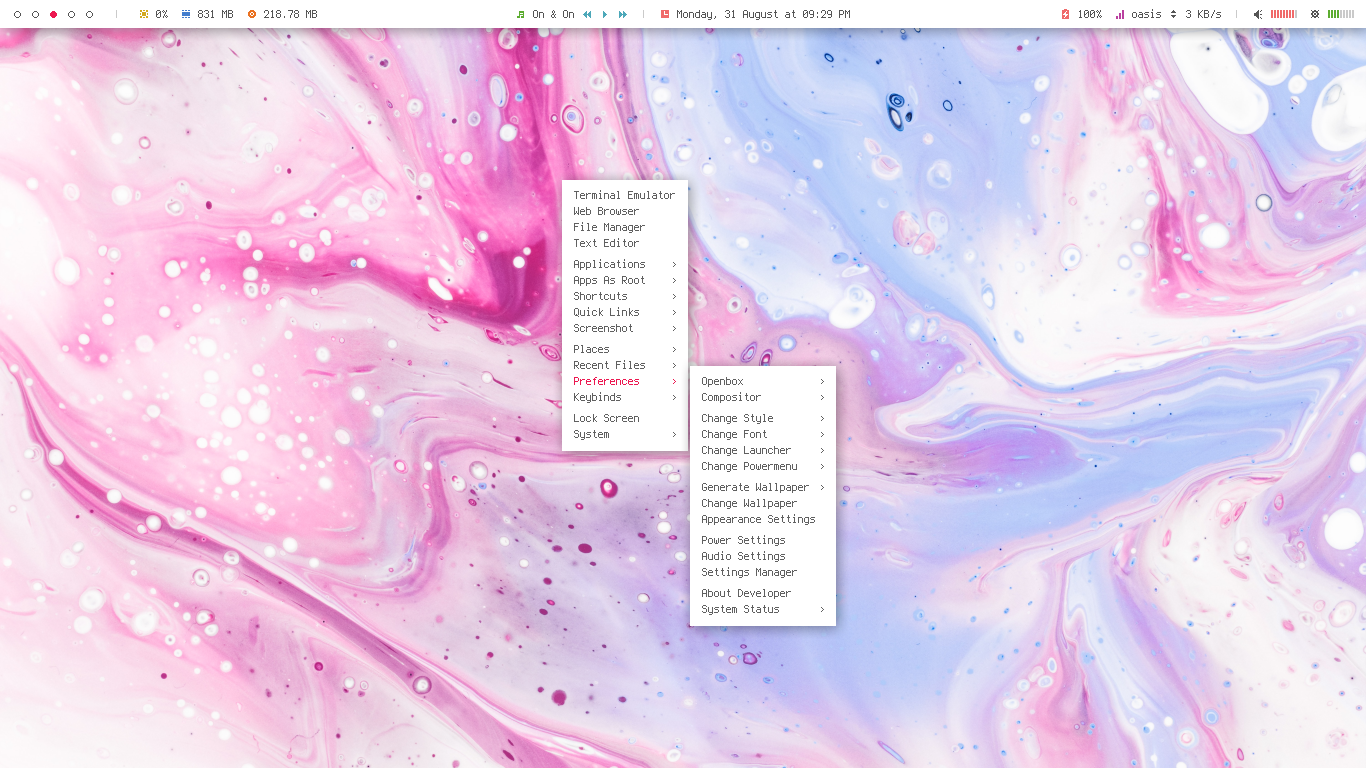 0% 831 MB 218.78 MB On & On Monday, 31 August at 09:29 PM 100% oasis 3 KB/s
Terminal Emulator
Web Browser
File Manager
Text Editor
Applications
Apps As Root
Shortcuts
Quick Links
Screenshot
Places
Recent Files
Preferences
Keybinds
Lock Screen
System
Openbox
Compositor
Change Style
Change Font
Change Launcher
Change Powermenu
Generate Wallpaper
Change Wallpaper
Appearance Settings
Power Settings
Audio Settings
Settings Manager
About Developer
System Status